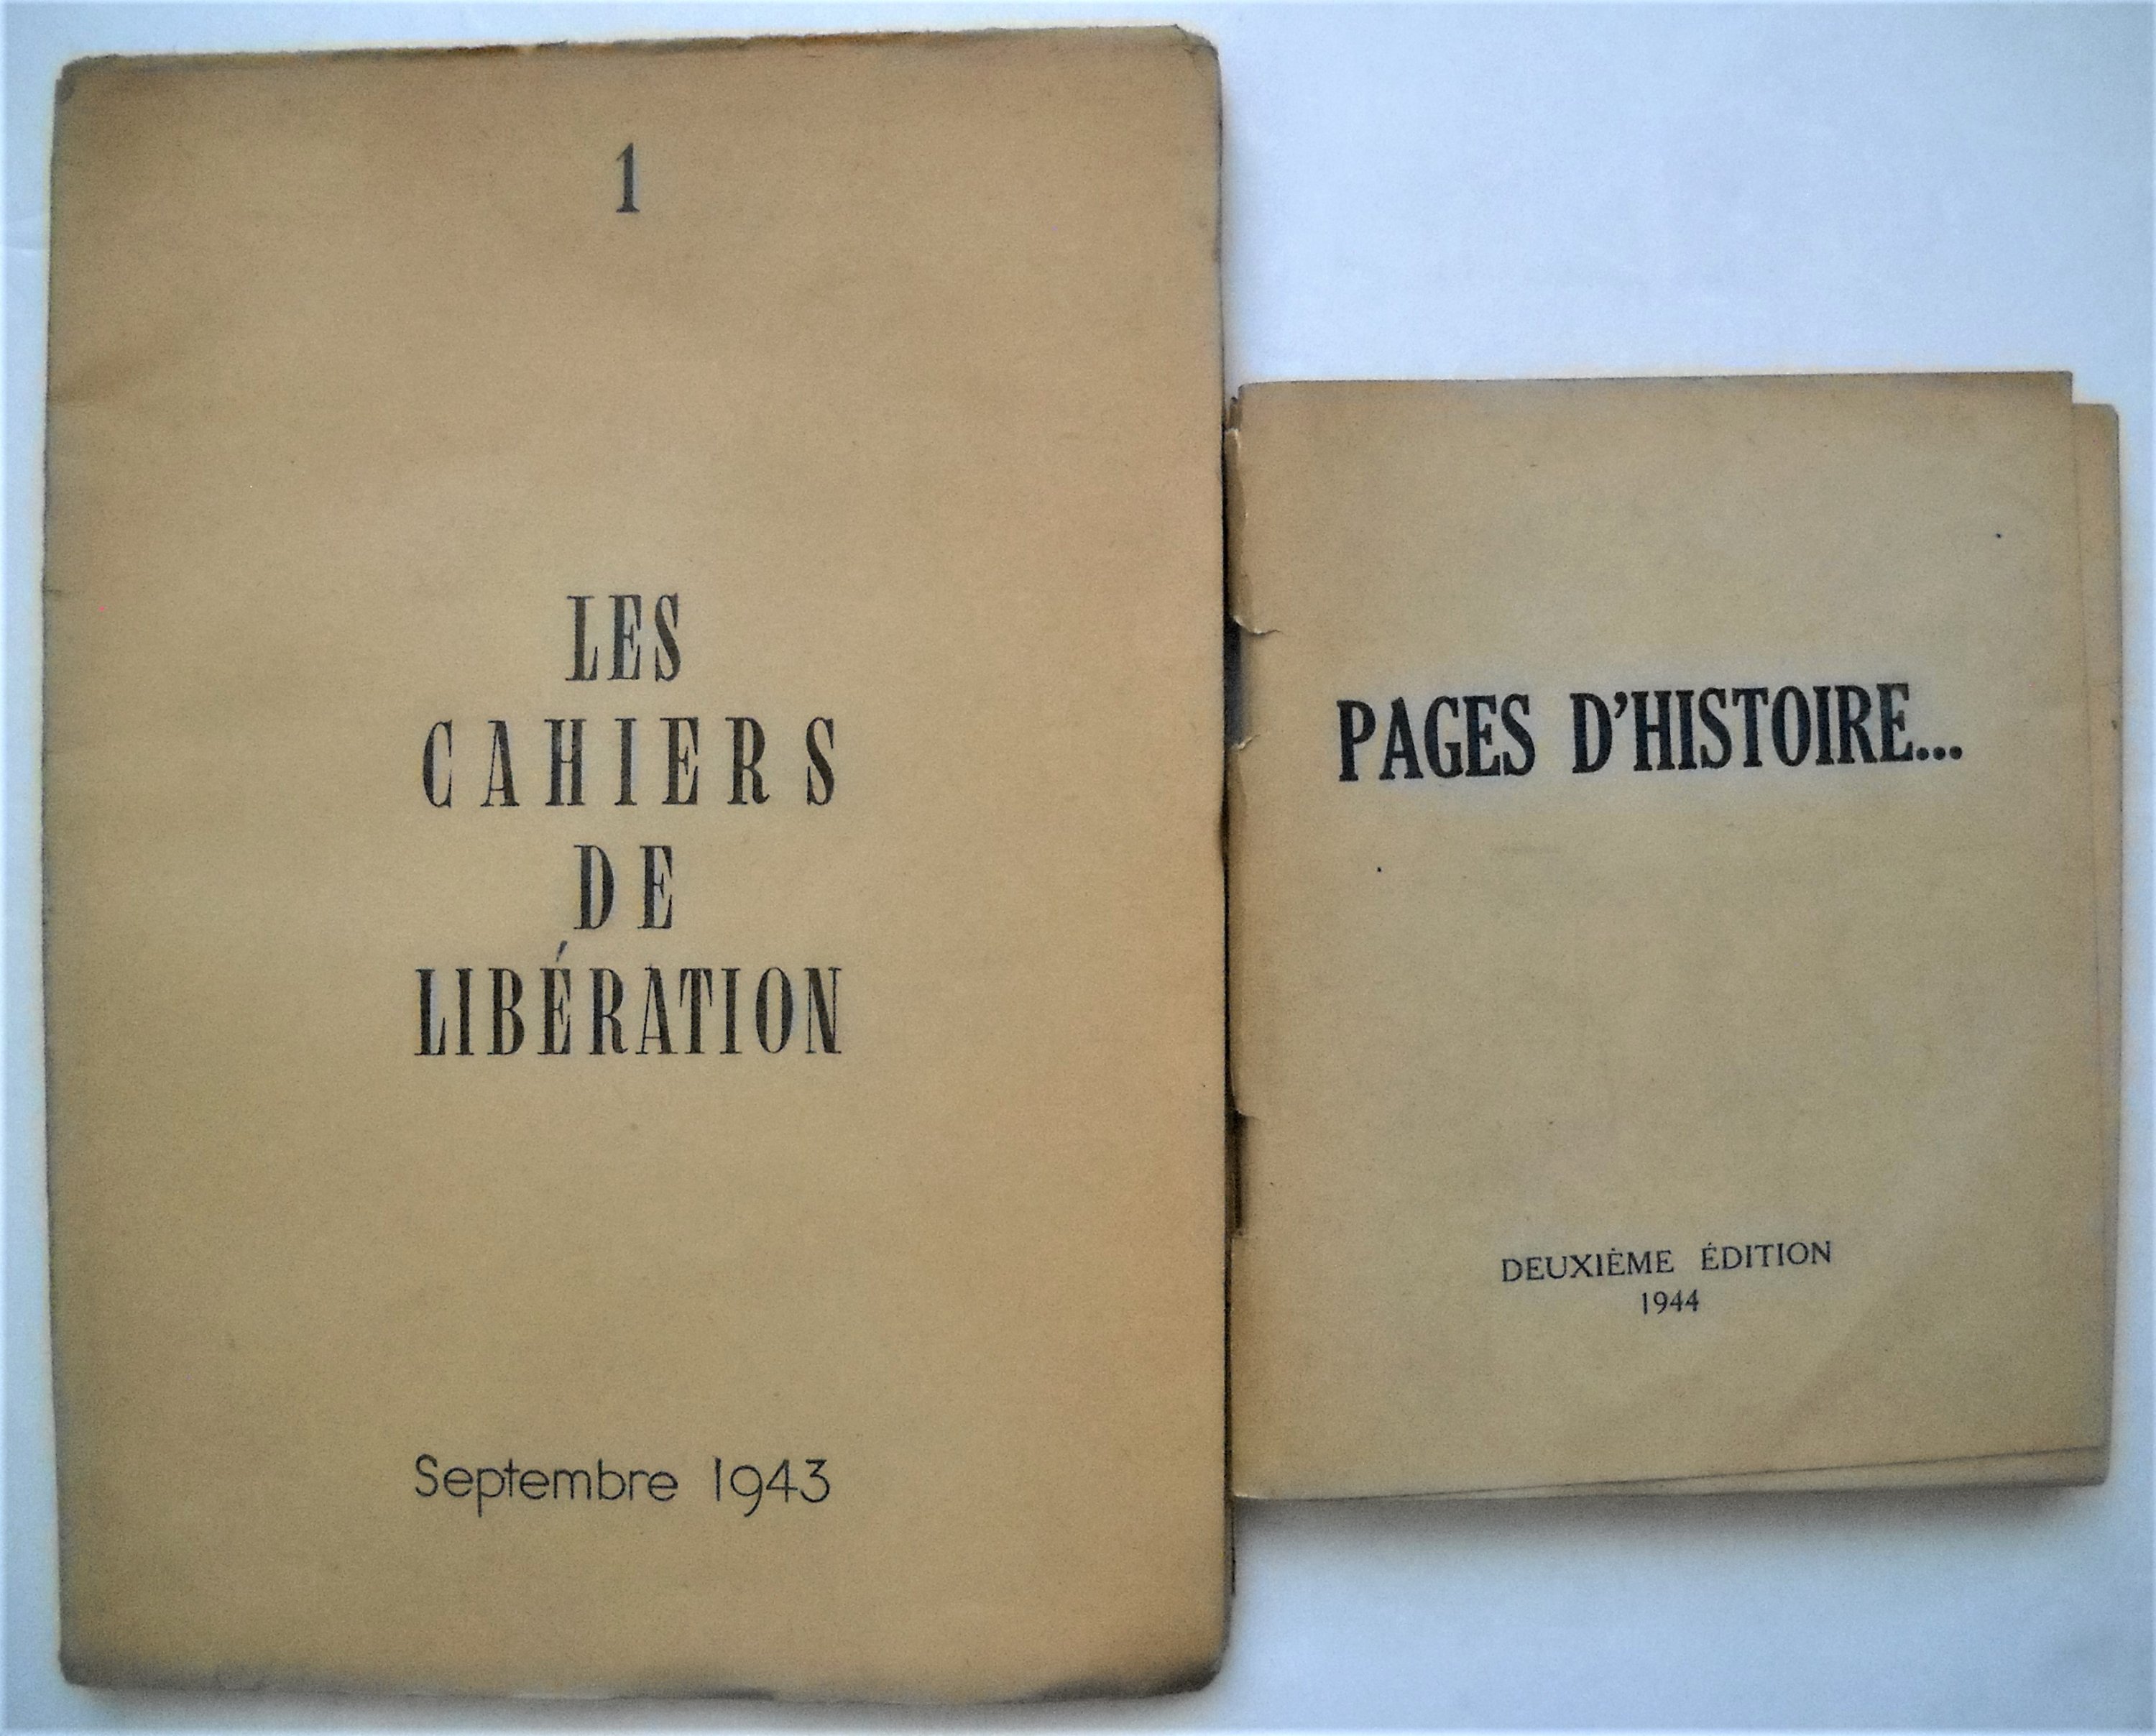 1
LES
CAHIERS
DE
LIBÉRATION
Septembre 1943
PAGES D'HISTOIRE...
DEUXIÈME ÉDITION
1944